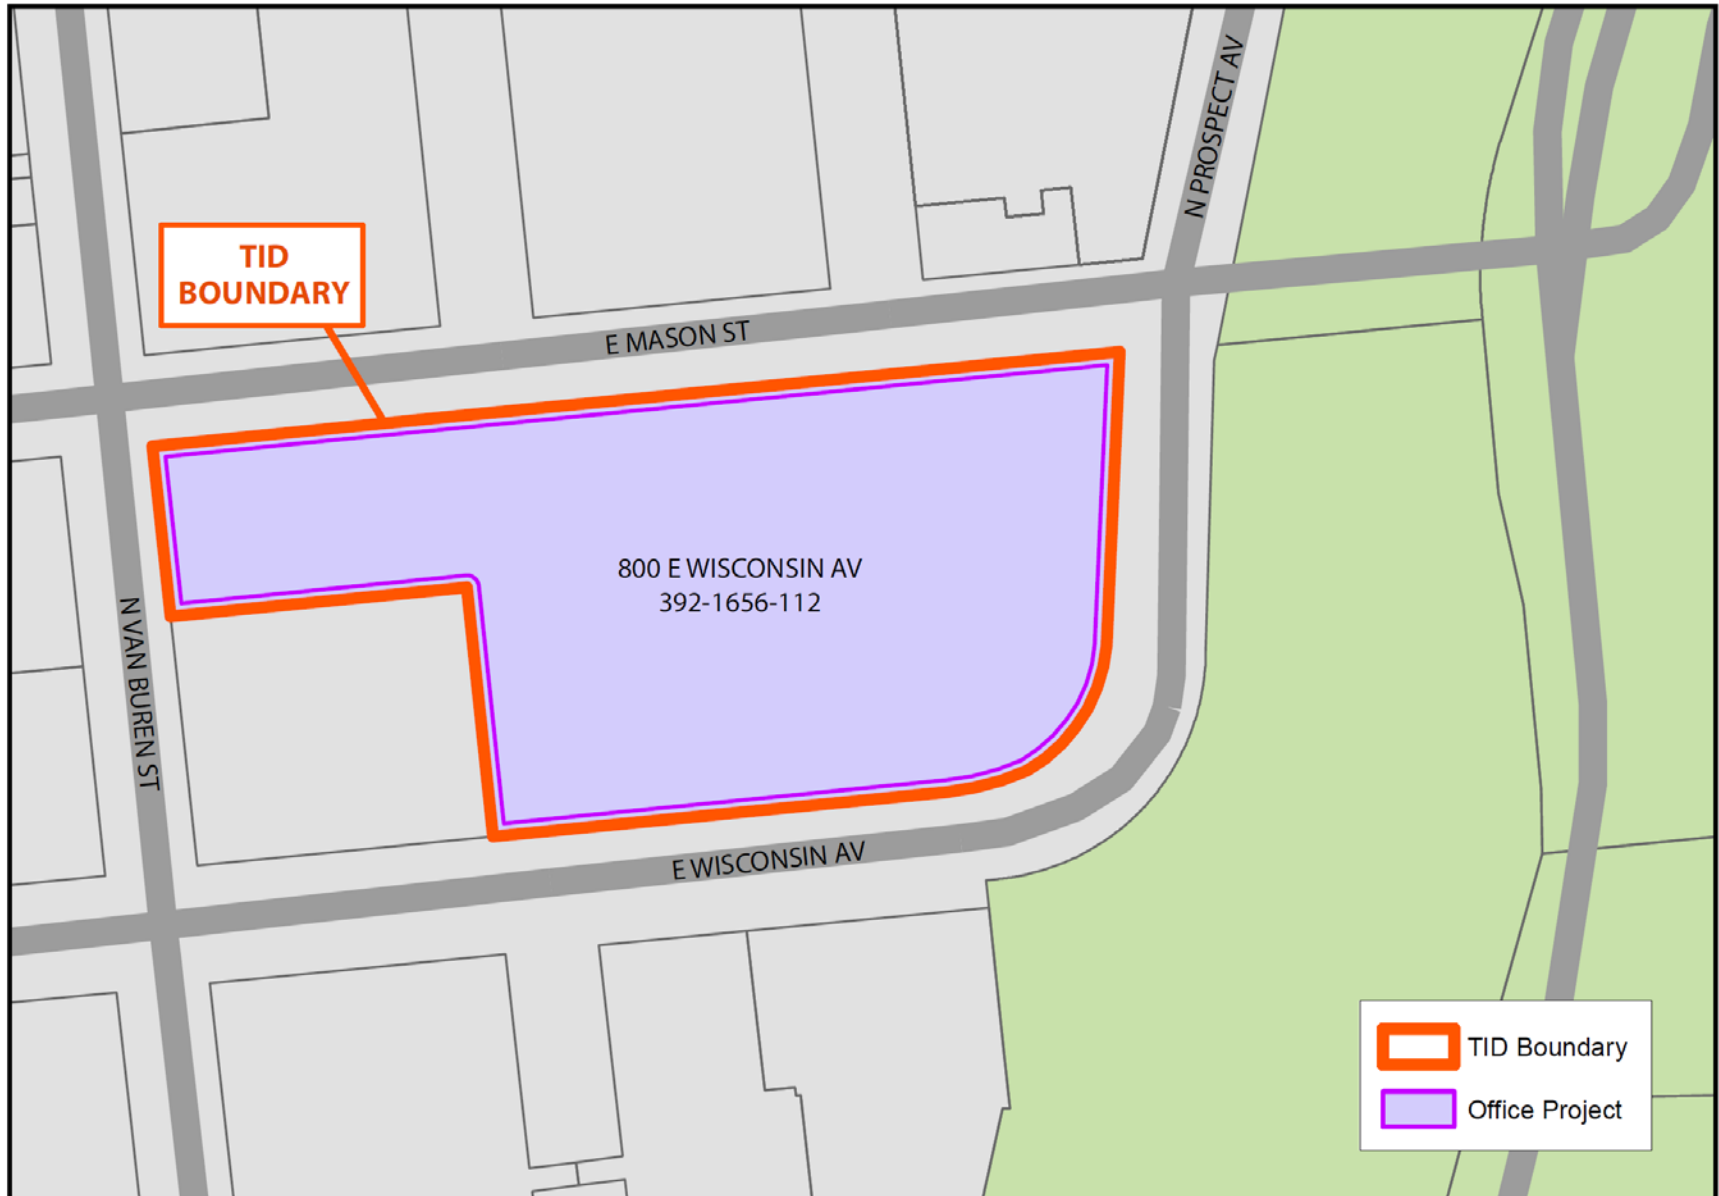 N PROSPECT AV
TID
BOUNDARY
E MASON ST
800 E WISCONSIN AV
392-1656-112
N VAN BUREN ST
E WISCONSIN AV
TID Boundary
Office Project